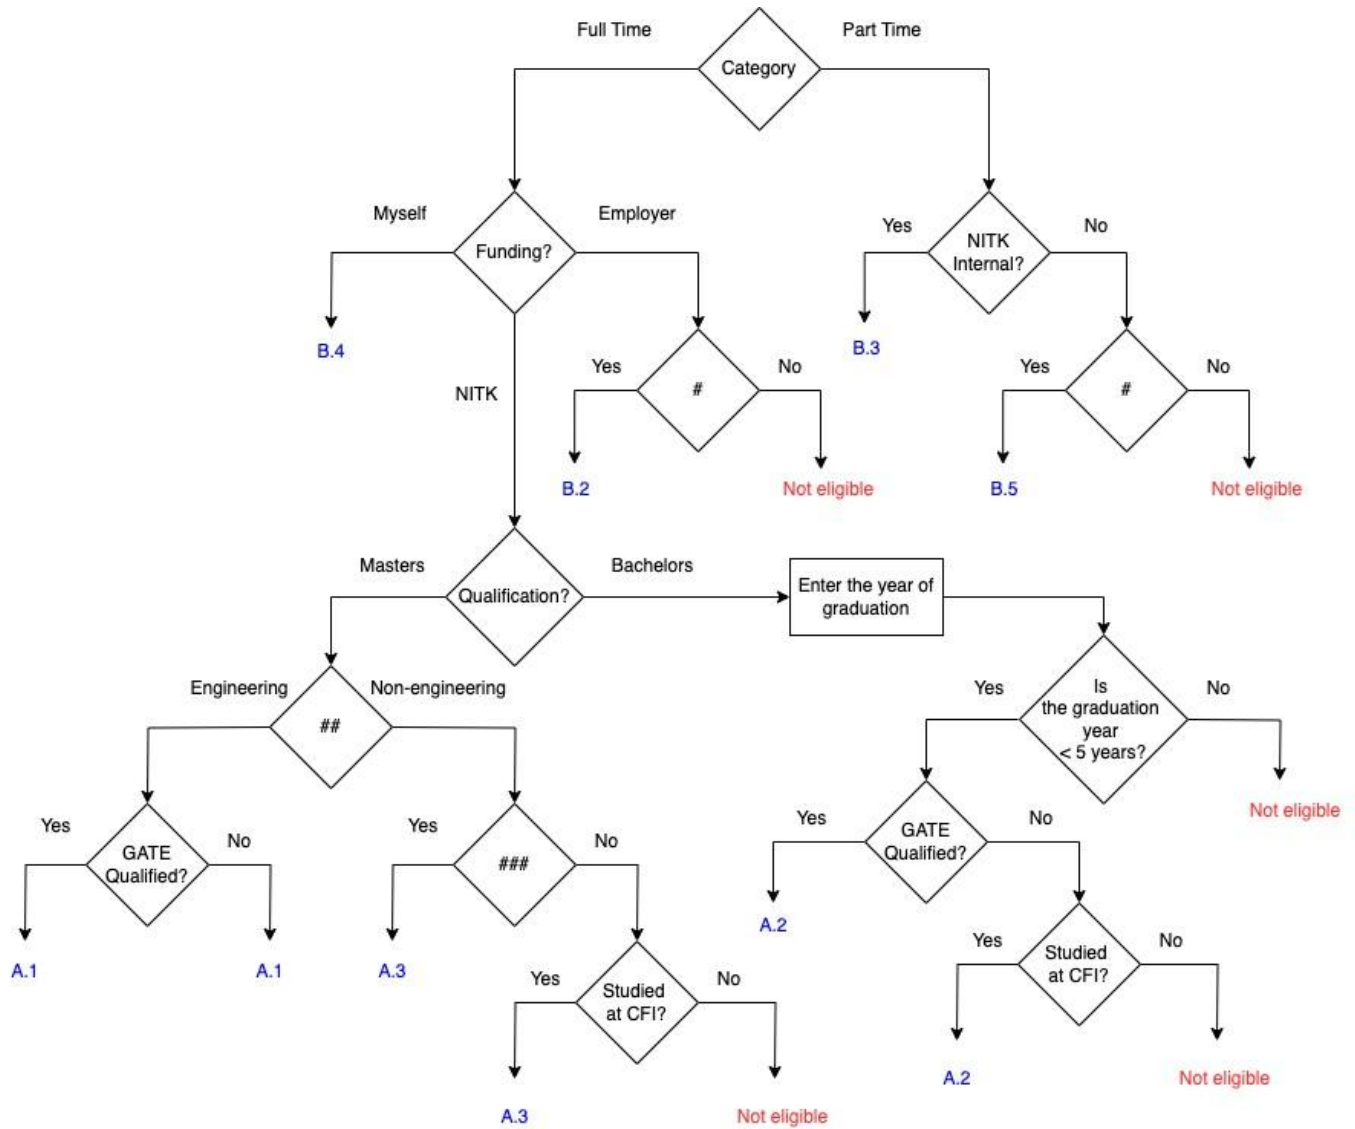 Full Time
Part Time
Category
Myself
Employer
Funding?
Yes
No
NITK
Internal?
B.4
B.3
NITK
Yes
#
No
Yes
#
No
B.2
Not eligible
B.5
Not eligible
Masters
Bachelors
Qualification?
Enter the year of
graduation
Engineering
Non-engineering
##
Yes
Is
the graduation
year
< 5 years?
No
Not eligible
Yes
GATE
Qualified?
No
Yes
###
No
Yes
GATE
Qualified?
No
A.2
A.1
A.1
A.3
Yes
Studied
at CFI?
No
Yes
Studied
at CFI?
No
A.3
Not eligible
A.2
Not eligible